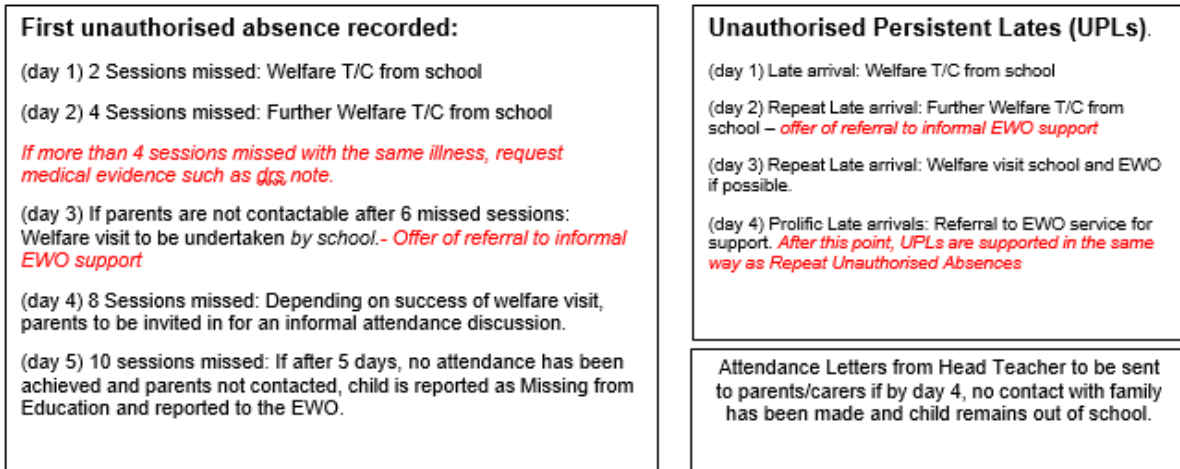 First unauthorised absence recorded:
(day 1) 2 Sessions missed: Welfare T/C from school
(day 2) 4 Sessions missed: Further Welfare T/C from school
If more than 4 sessions missed with the same illness, request
medical evidence such as drs note.
(day 3) If parents are not contactable after 6 missed sessions:
Welfare visit to be undertaken by school.- Offer of referral to informal
EWO support
(day 4) 8 Sessions missed: Depending on success of welfare visit,
parents to be invited in for an informal attendance discussion.
(day 5) 10 sessions missed: If after 5 days, no attendance has been
achieved and parents not contacted, child is reported as Missing from
Education and reported to the EWO.
Unauthorised Persistent Lates (UPLs).
(day 1) Late arrival: Welfare T/C from school
(day 2) Repeat Late arrival: Further Welfare T/C from
school – offer of referral to informal EWO support
(day 3) Repeat Late arrival: Welfare visit school and EWO
if possible.
(day 4) Prolific Late arrivals: Referral to EWO service for
support. After this point, UPLs are supported in the same
way as Repeat Unauthorised Absences
Attendance Letters from Head Teacher to be sent
to parents/carers if by day 4, no contact with family
has been made and child remains out of school.